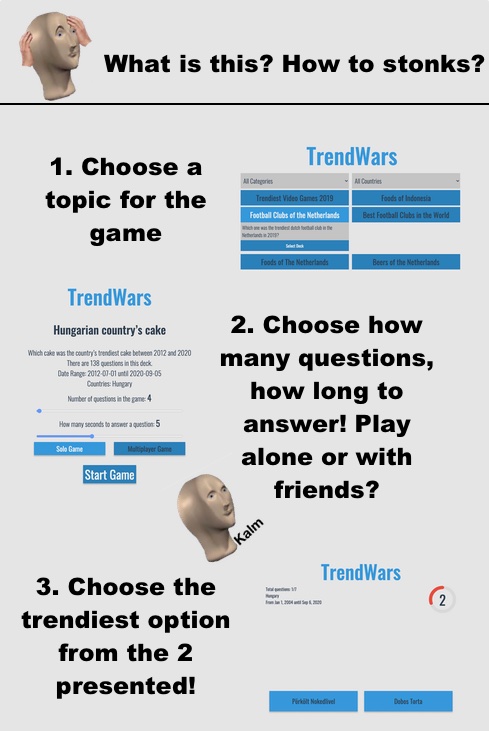 What is this? How to stonks?
1. Choose a
topic for the
game
TrendWars
All Categories
All Countries
Trendiest Video Games 2019
Foods of Indonesia
Football Clubs of the Netherlands
Best Football Clubs in the World
Which one was the trendiest dutch football club in the
Netherlands in 2019?
Select Deck
Foods of The Netherlands
Beers of the Netherlands
TrendWars
Hungarian country's cake
Which cake was the country's trendiest cake between 2012 and 2020
There are 138 questions in this deck.
Date Range: 2012-07-01 until 2020-09-05
Countries: Hungary
Number of questions in the game: 4
How many seconds to answer a question: 5
Solo Game
Multiplayer Game
Start Game
2. Choose how
many questions,
how long to
answer! Play
alone or with
friends?
Kalm
3. Choose the
trendiest option
from the 2
presented!
TrendWars
Total questions: 1/7
Hungary
From Jan 1, 2004 until Sep 6, 2020
2
Pörkölt Nokedlivel
Dobos Torta